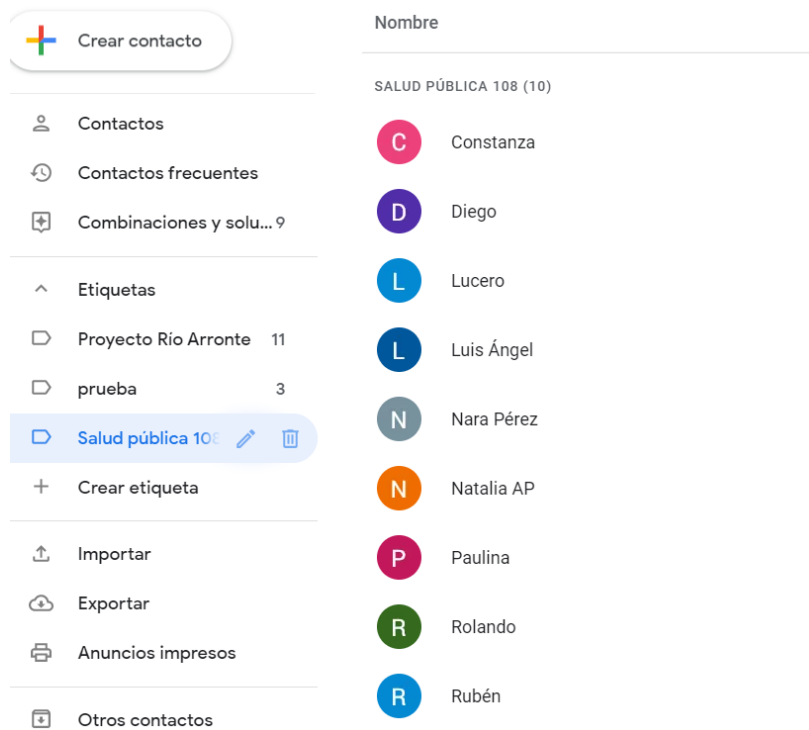 Crear contacto
Contactos
Contactos frecuentes
Combinaciones y solu... 9
Etiquetas
Proyecto Río Arronte 11
prueba 3
Salud pública 108
Crear etiqueta
Importar
Exportar
Anuncios impresos
Otros contactos
Nombre
SALUD PÚBLICA 108 (10)
C Constanza
D Diego
L Lucero
L Luis Ángel
N Nara Pérez
N Natalia AP
P Paulina
R Rolando
R Rubén